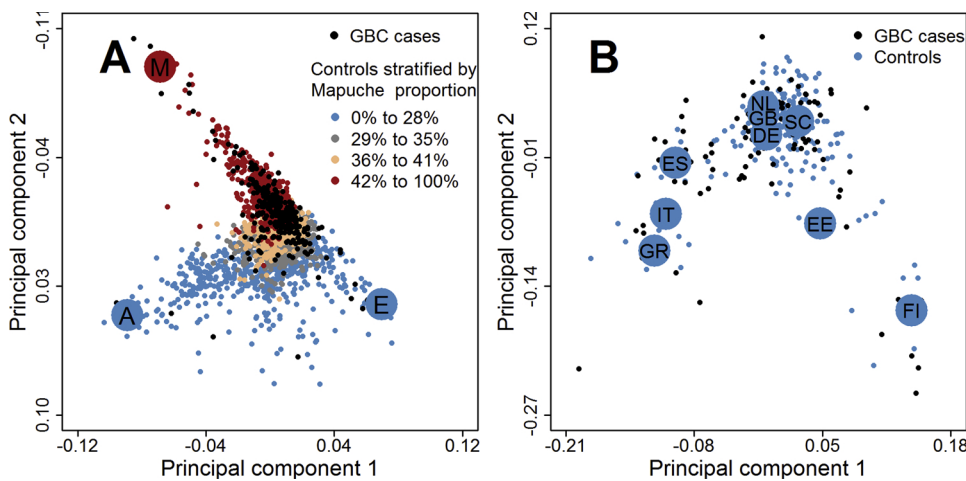 A
M
A
E
GBC cases
Controls stratified by
Mapuche proportion
0% to 28%
29% to 35%
36% to 41%
42% to 100%
Principal component 2
-0.11
-0.04
0.03
0.10
-0.12
-0.04
0.04
0.12
Principal component 1
B
GBC cases
Controls
NL
GB
DE
SC
ES
IT
GR
EE
FI
Principal component 2
0.12
-0.01
-0.14
-0.27
-0.21
-0.08
0.05
0.18
Principal component 1